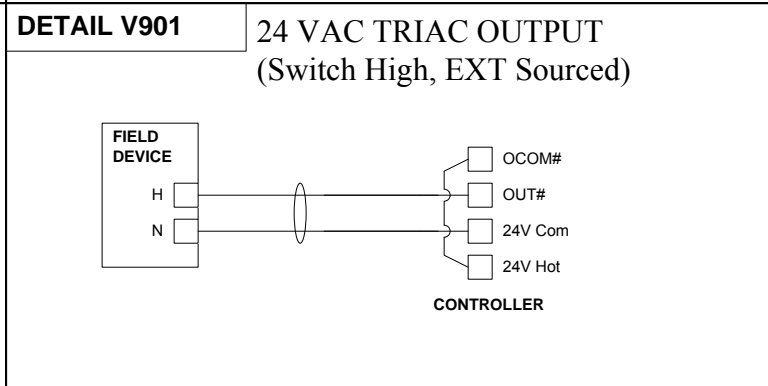 DETAIL V901
24 VAC TRIAC OUTPUT
(Switch High, EXT Sourced)
FIELD
DEVICE
H
N
OCOM#
OUT#
24V Com
24V Hot
CONTROLLER